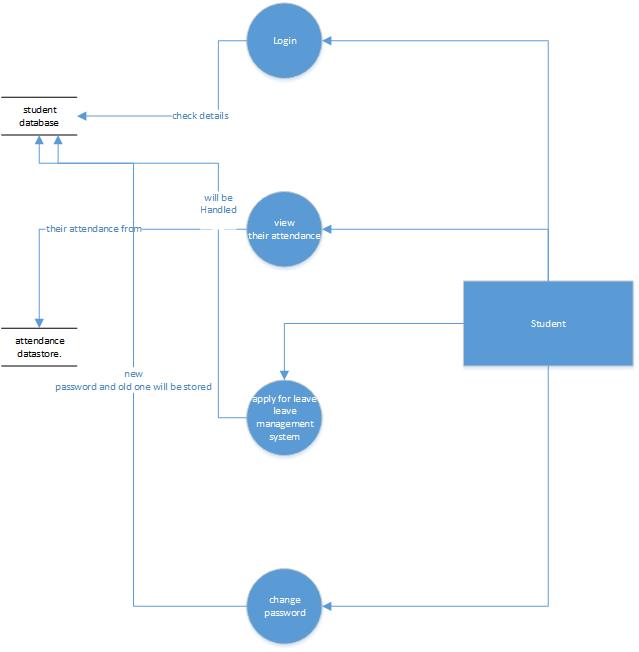 Login
student
database
check details
will be
Handled
view
their attendance
their attendance from
Student
attendance
datastore.
new
password and old one will be stored
apply for leave
leave
management
system
change
password